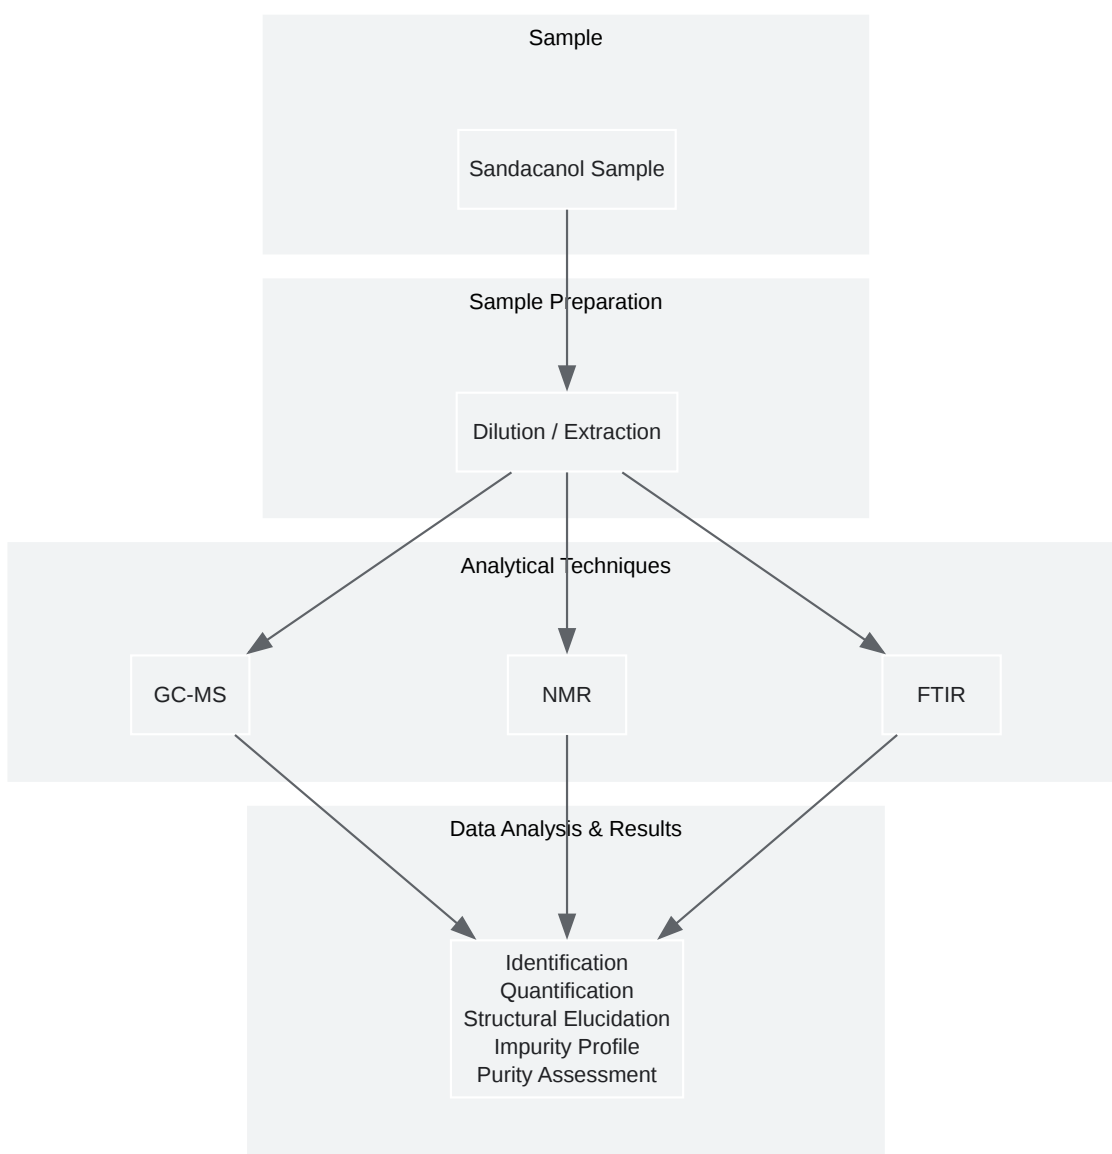 Sample
Sandacanol Sample
Sample Preparation
Dilution / Extraction
Analytical Techniques
GC-MS
NMR
FTIR
Data Analysis & Results
Identification
Quantification
Structural Elucidation
Impurity Profile
Purity Assessment